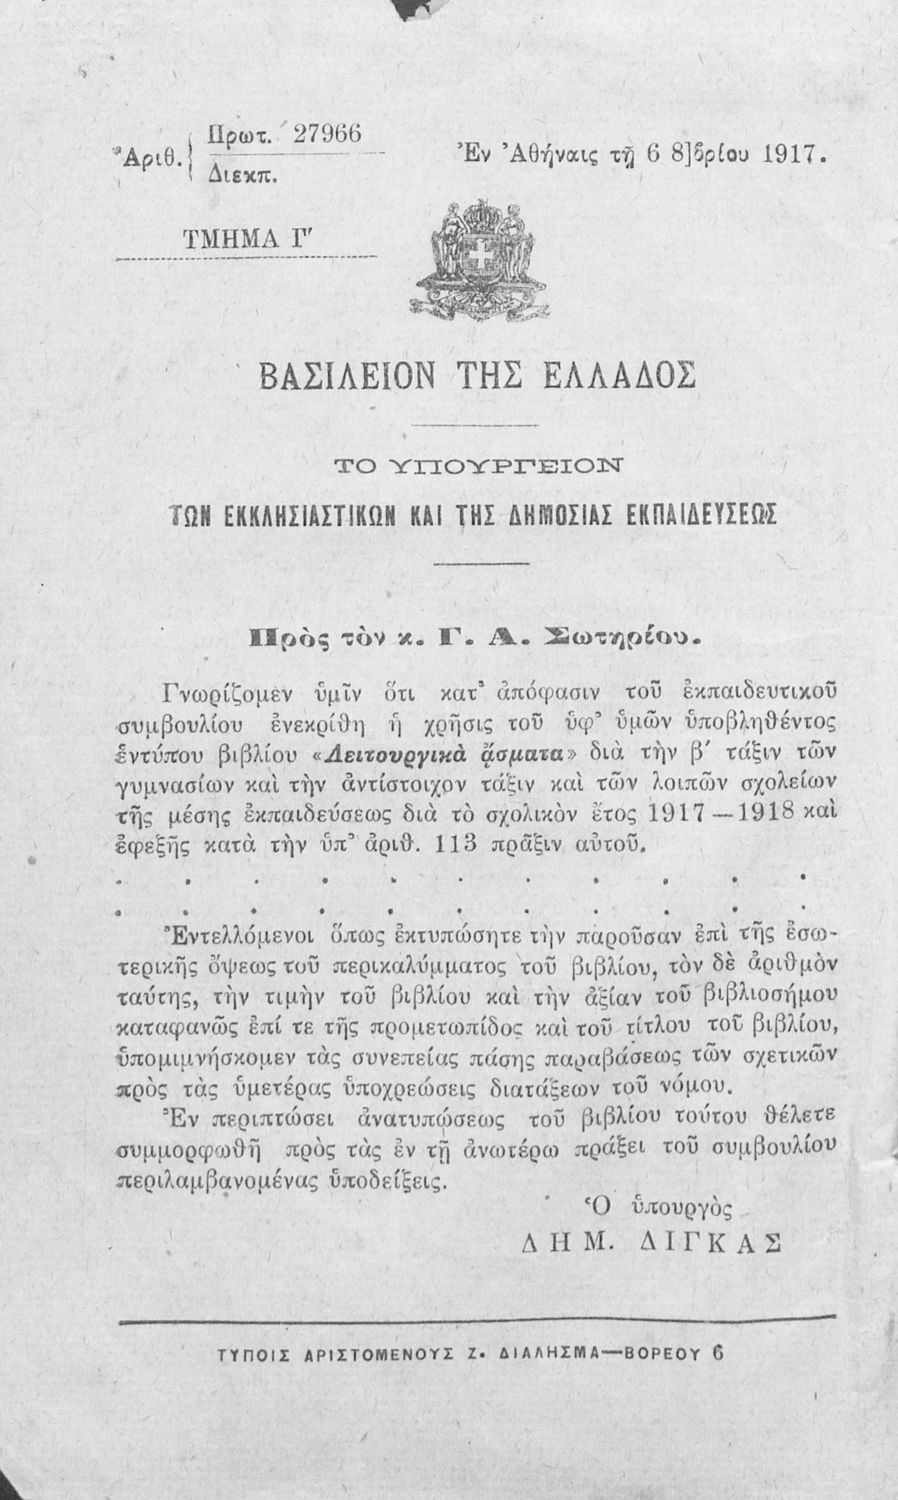 Ἀριθ. { Πρωτ. 27966
Διεκπ.
Ἐν Ἀθήναις τῇ 6 8]βρίου 1917.
ΤΜΗΜΑ Γ′
ΒΑΣΙΛΕΙΟΝ ΤΗΣ ΕΛΛΑΔΟΣ
ΤΟ ΥΠΟΥΡΓΕΙΟΝ
ΤΩΝ ΕΚΚΛΗΣΙΑΣΤΙΚΩΝ ΚΑΙ ΤΗΣ ΔΗΜΟΣΙΑΣ ΕΚΠΑΙΔΕΥΣΕΩΣ
Πρὸς τὸν κ. Γ. Α. Σωτηρίου.
Γνωρίζομεν ὑμῖν ὅτι κατ’ ἀπόφασιν τοῦ ἐκπαιδευτικοῦ
συμβουλίου ἐνεκρίθη ἡ χρῆσις τοῦ ὑφ’ ὑμῶν ὑποβληθέντος
ἐντύπου βιβλίου «Λειτουργικὰ ᾄσματα» διὰ τὴν β′ τάξιν τῶν
γυμνασίων καὶ τὴν ἀντίστοιχον τάξιν καὶ τῶν λοιπῶν σχολείων
τῆς μέσης ἐκπαιδεύσεως διὰ τὸ σχολικὸν ἔτος 1917—1918 καὶ
ἐφεξῆς κατὰ τὴν ὑπ’ ἀριθ. 113 πρᾶξιν αὐτοῦ.
. . . . . . . . . . .
. . . . . . . . . . .
Ἐντελλόμενοι ὅπως ἐκτυπώσητε τὴν παροῦσαν ἐπὶ τῆς ἐσω-
τερικῆς ὄψεως τοῦ περικαλύμματος τοῦ βιβλίου, τὸν δὲ ἀριθμὸν
ταύτης, τὴν τιμὴν τοῦ βιβλίου καὶ τὴν ἀξίαν τοῦ βιβλιοσήμου
καταφανῶς ἐπί τε τῆς προμετωπίδος καὶ τοῦ τίτλου τοῦ βιβλίου,
ὑπομιμνήσκομεν τὰς συνεπείας πάσης παραβάσεως τῶν σχετικῶν
πρὸς τὰς ὑμετέρας ὑποχρεώσεις διατάξεων τοῦ νόμου.
Ἐν περιπτώσει ἀνατυπώσεως τοῦ βιβλίου τούτου θέλετε
συμμορφωθῆ πρὸς τὰς ἐν τῇ ἀνωτέρω πράξει τοῦ συμβουλίου
περιλαμβανομένας ὑποδείξεις.
Ὁ ὑπουργὸς
ΔΗΜ. ΔΙΓΚΑΣ
ΤΥΠΟΙΣ ΑΡΙΣΤΟΜΕΝΟΥΣ Ζ. ΔΙΑΛΗΣΜΑ—ΒΟΡΕΟΥ 6